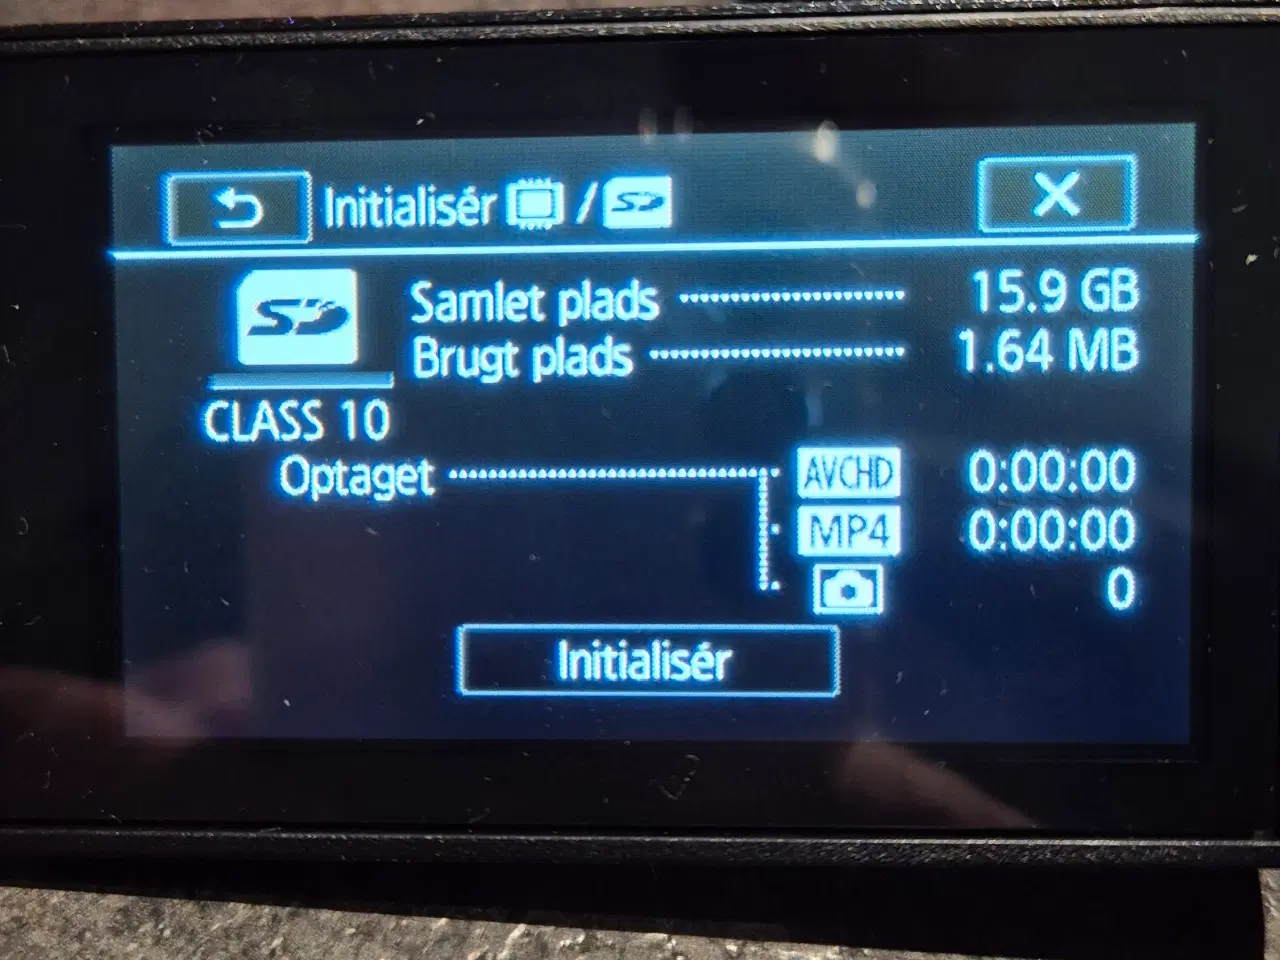 Initialisér / SD
SD
Samlet plads 15.9 GB
Brugt plads 1.64 MB
CLASS 10
Optaget AVCHD 0:00:00
MP4 0:00:00
0
Initialisér